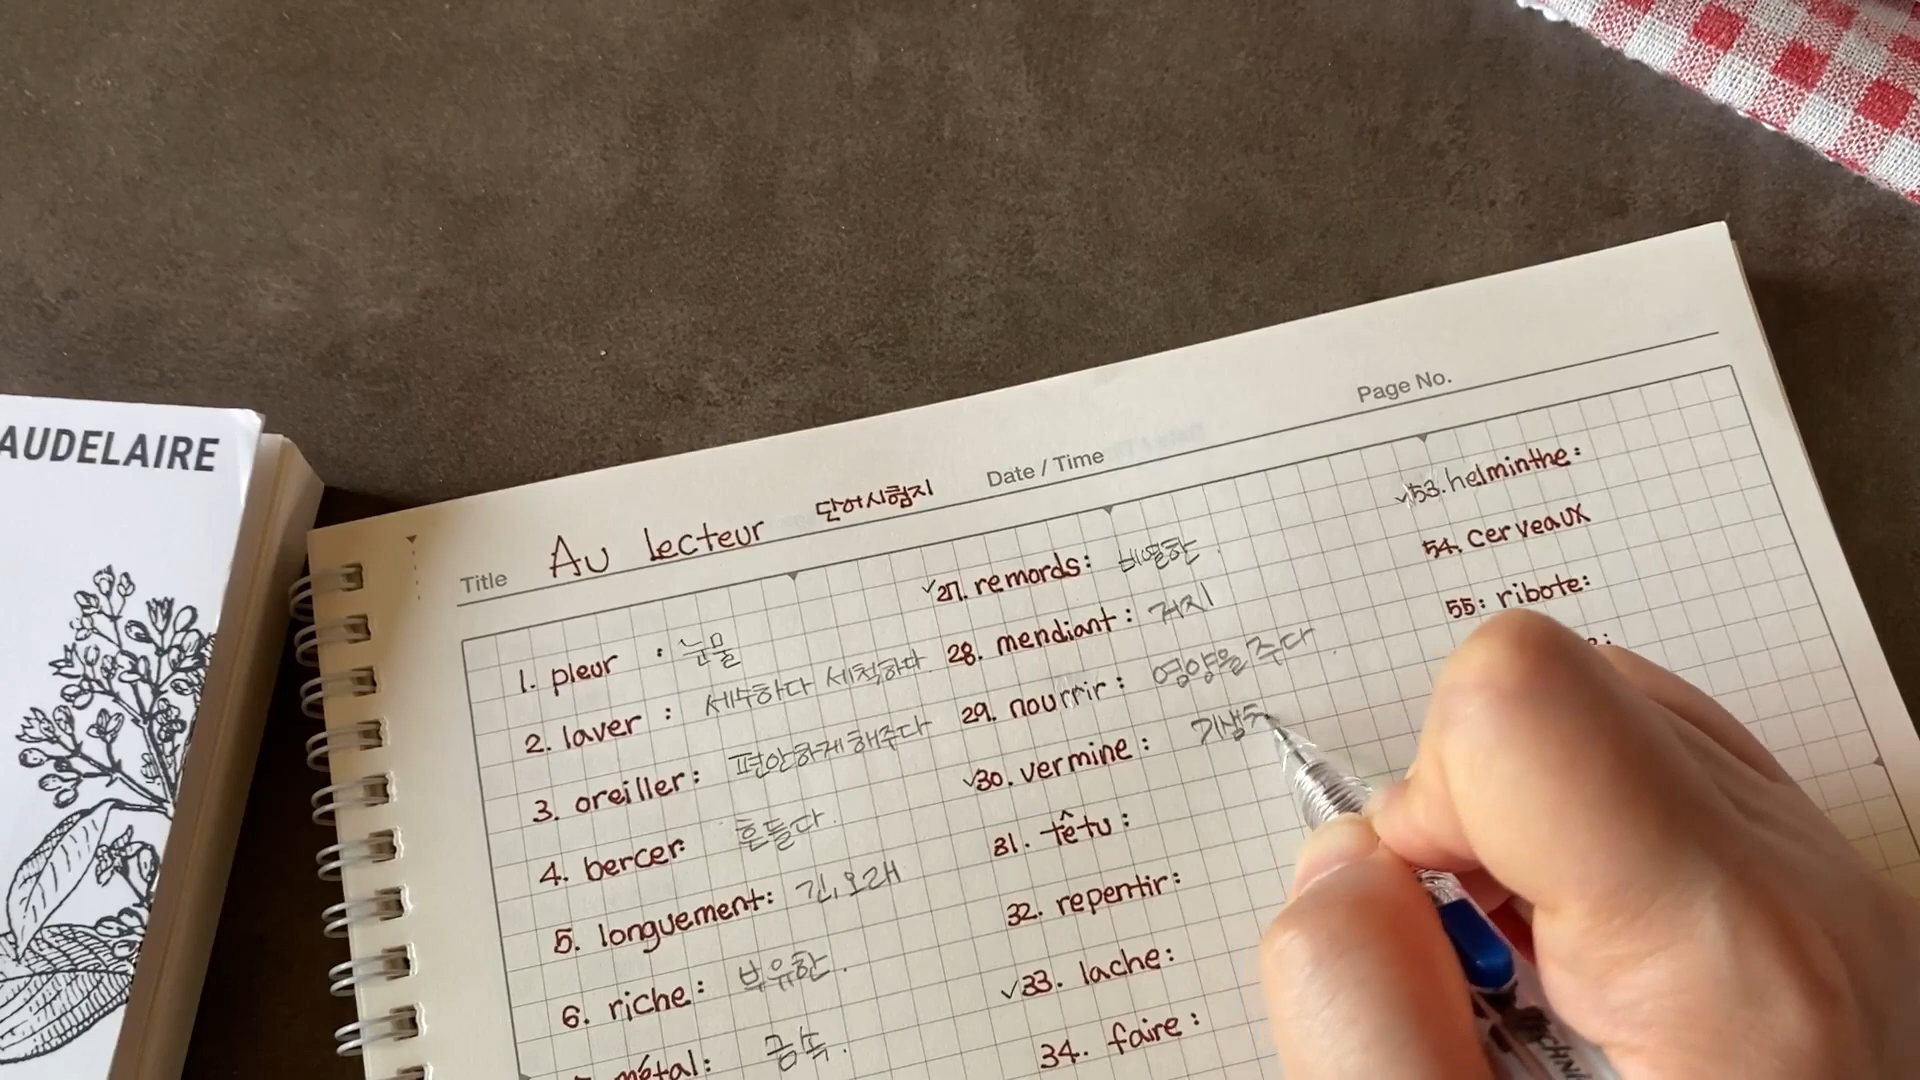 AUDELAIRE
Title Au lecteur 단어시험지
Date / Time
Page No.
1. pleur : 눈물
2. laver : 세수하다 세척하다
3. oreiller: 편안하게 해주다
4. bercer: 흔들다.
5. longuement: 긴, 오래
6. riche: 부유한.
métal: 금속.
✓27. remords: 비열한
28. mendiant: 거지
29. nourrir: 영양을 주다.
✓30. vermine:
31. têtu:
32. repentir:
✓33. lache:
34. faire:
✓53. helminthe:
54. cerveaux
55: ribote: